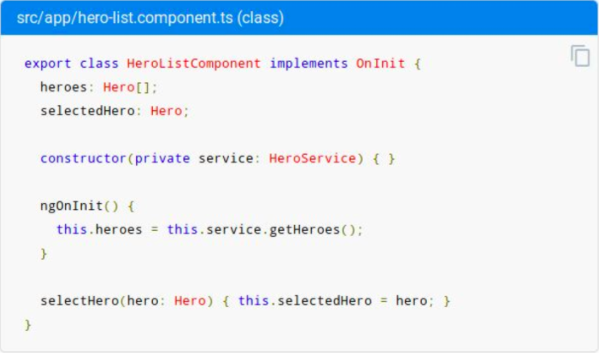 src/app/hero-list.component.ts (class)
export class HeroListComponent implements OnInit {
  heroes: Hero[];
  selectedHero: Hero;
  constructor(private service: HeroService) { }
  ngOnInit() {
    this.heroes = this.service.getHeroes();
  }
  selectHero(hero: Hero) { this.selectedHero = hero; }
}